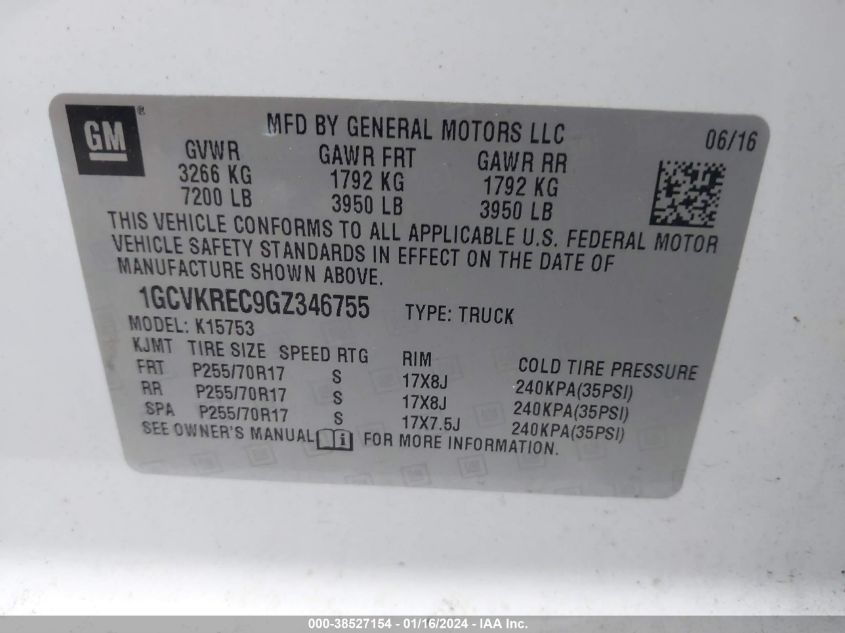 GM ® MFD BY GENERAL MOTORS LLC 06/16
GVWR GAWR FRT GAWR RR
3266 KG 1792 KG 1792 KG
7200 LB 3950 LB 3950 LB
THIS VEHICLE CONFORMS TO ALL APPLICABLE U.S. FEDERAL MOTOR
VEHICLE SAFETY STANDARDS IN EFFECT ON THE DATE OF
MANUFACTURE SHOWN ABOVE.
1GCVKREC9GZ346755 TYPE: TRUCK
MODEL: K15753
KJMT TIRE SIZE SPEED RTG RIM COLD TIRE PRESSURE
FRT P255/70R17 S 17X8J 240KPA(35PSI)
RR P255/70R17 S 17X8J 240KPA(35PSI)
SPA P255/70R17 S 17X7.5J 240KPA(35PSI)
SEE OWNER'S MANUAL FOR MORE INFORMATION.
000-38527154 - 01/16/2024 - IAA Inc.